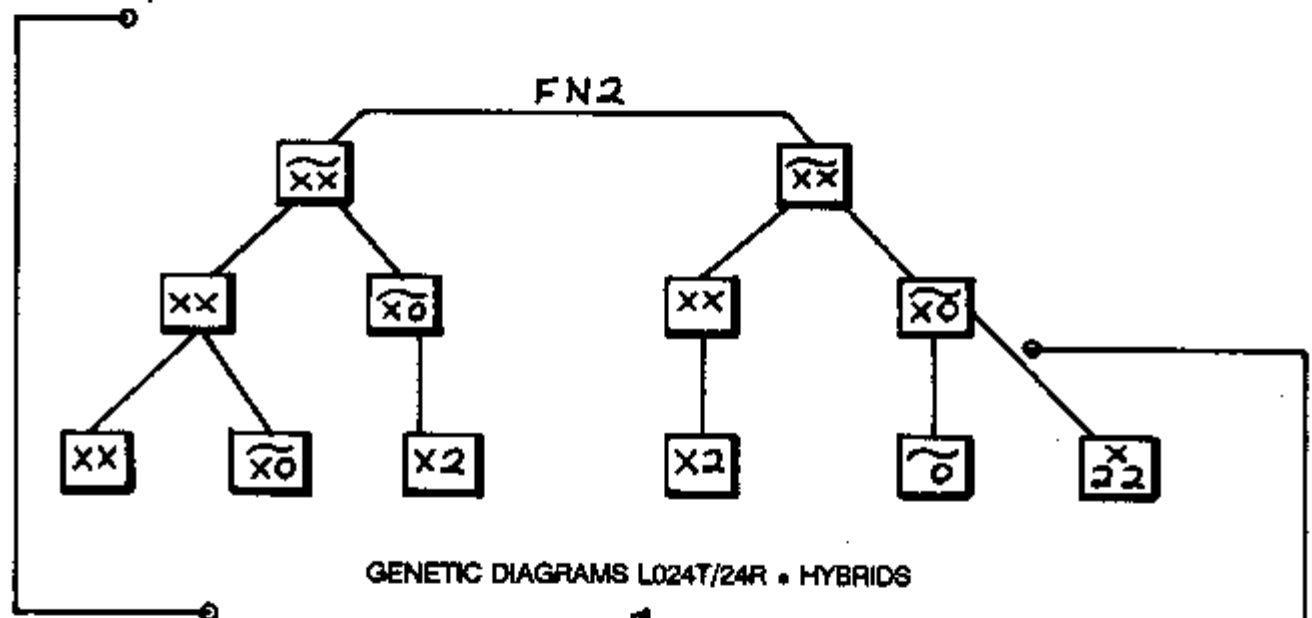 FN2
x͠x x͠x
xx x͠o xx x͠o
xx x͠o x2 x2 ͠o x
22
GENETIC DIAGRAMS L024T/24R • HYBRIDS